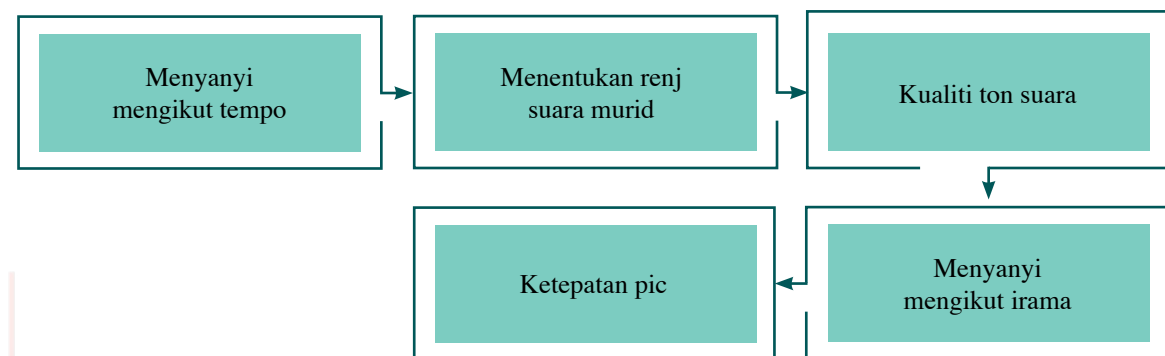 Menyanyi
mengikut tempo
Menentukan renj
suara murid
Kualiti ton suara
Menyanyi
mengikut irama
Ketepatan pic